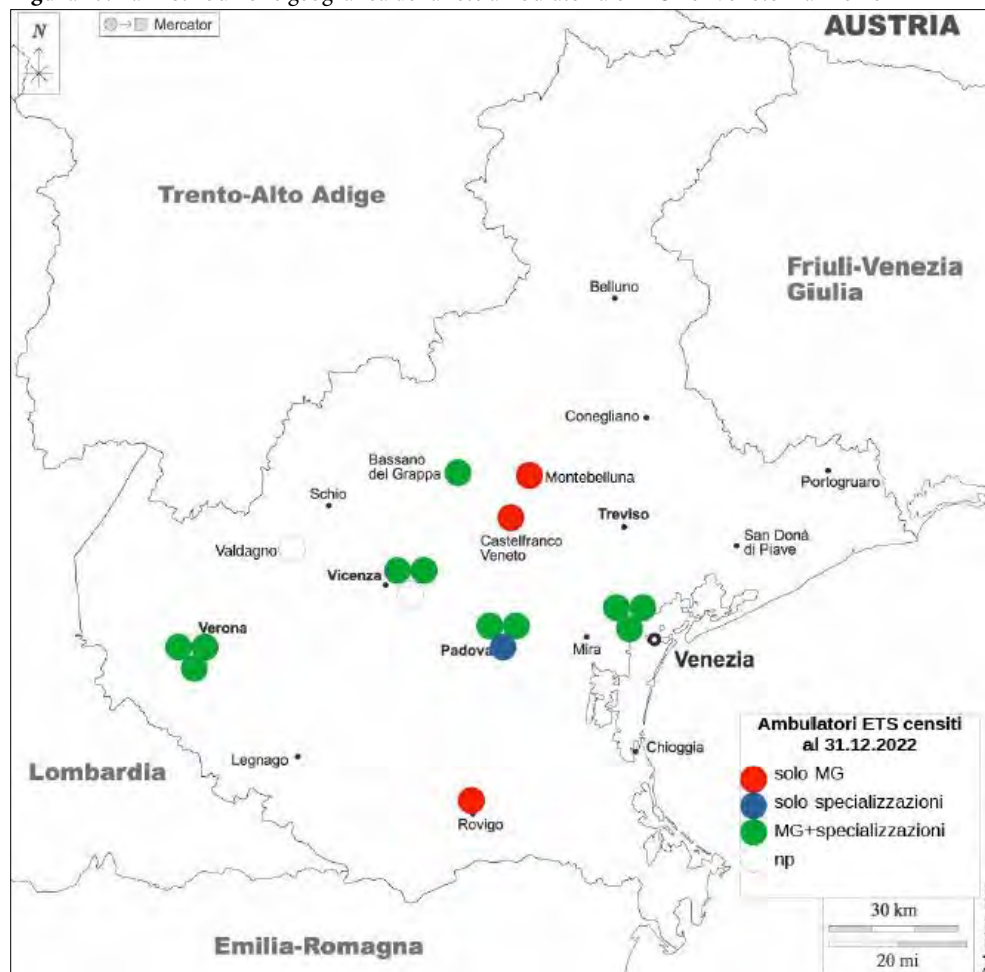 N
Mercator
AUSTRIA
Trento-Alto Adige
Friuli-Venezia
Giulia
Belluno
Conegliano
Bassano
del Grappa
Montebelluna
Portogruaro
Schio
Treviso
Castelfranco
Veneto
San Donà
di Piave
Valdagno
Vicenza
Verona
Padova
Mira
Venezia
Ambulatori ETS censiti
al 31.12.2022
solo MG
solo specializzazioni
MG+specializzazioni
np
Chioggia
Legnago
Lombardia
Rovigo
30 km
20 mi
Emilia-Romagna